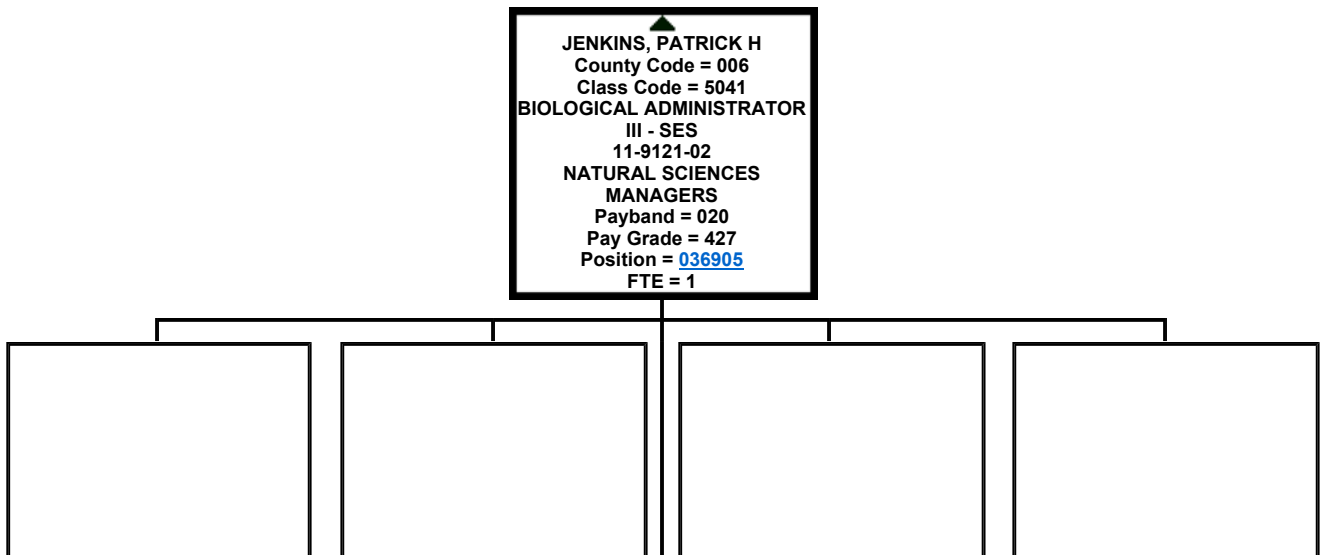 JENKINS, PATRICK H
County Code = 006
Class Code = 5041
BIOLOGICAL ADMINISTRATOR
III - SES
11-9121-02
NATURAL SCIENCES
MANAGERS
Payband = 020
Pay Grade = 427
Position = 036905
FTE = 1